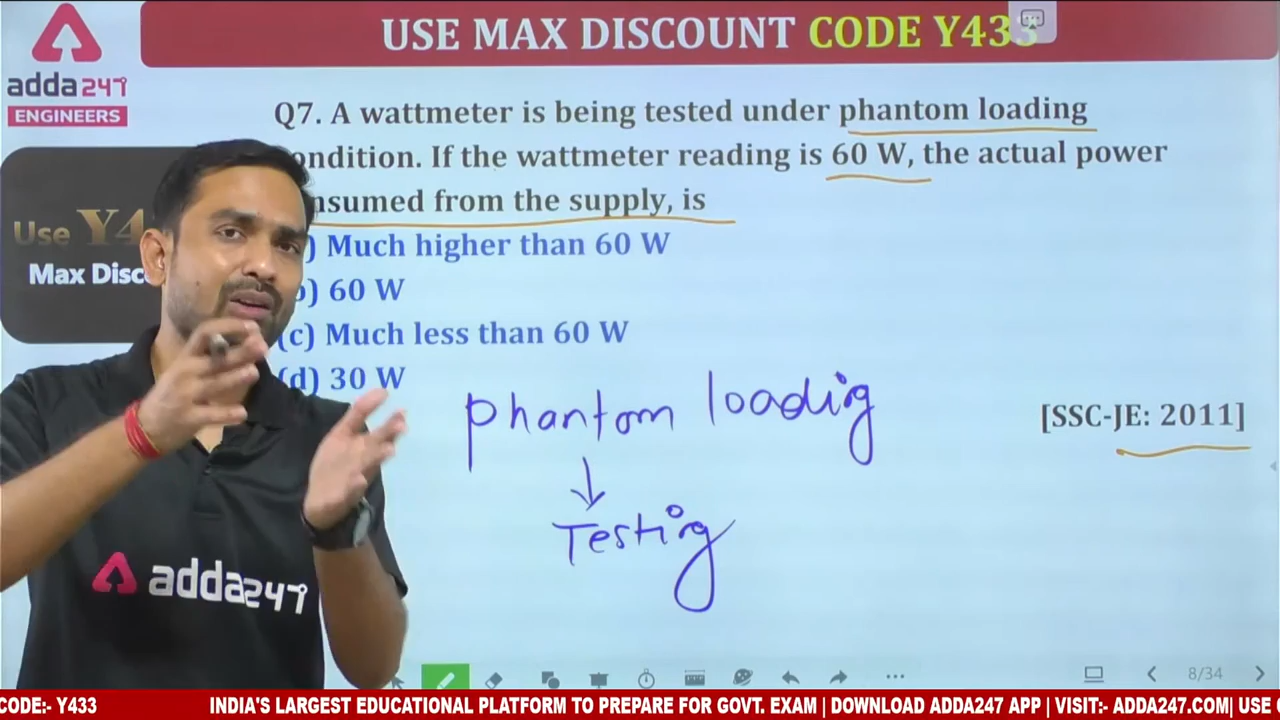 USE MAX DISCOUNT CODE Y433
adda247
ENGINEERS
Q7. A wattmeter is being tested under phantom loading
ondition. If the wattmeter reading is 60 W, the actual power
nsumed from the supply, is
) Much higher than 60 W
) 60 W
(c) Much less than 60 W
(d) 30 W
Use Y4
Max Disc
phantom loading
Testing
[SSC-JE: 2011]
adda247
8/34
CODE:- Y433 INDIA'S LARGEST EDUCATIONAL PLATFORM TO PREPARE FOR GOVT. EXAM | DOWNLOAD ADDA247 APP | VISIT:- ADDA247.COM| USE